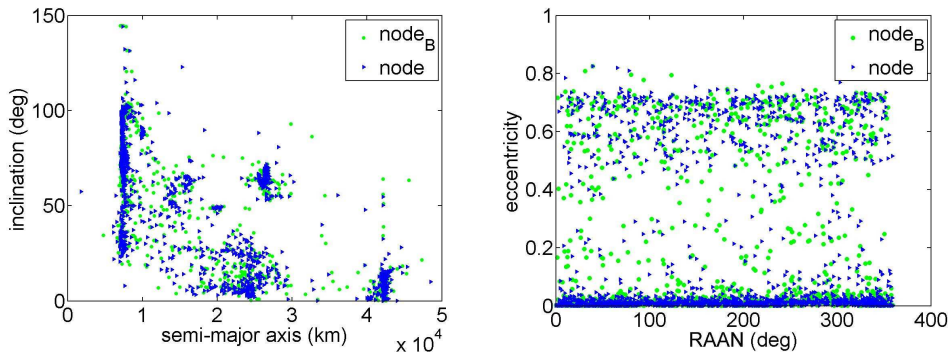 150
100
50
0
inclination (deg)
0 1 2 3 4 5
semi-major axis (km)
x 10^4
node_B
node
1
0.8
0.6
0.4
0.2
0
eccentricity
0 100 200 300 400
RAAN (deg)
node_B
node